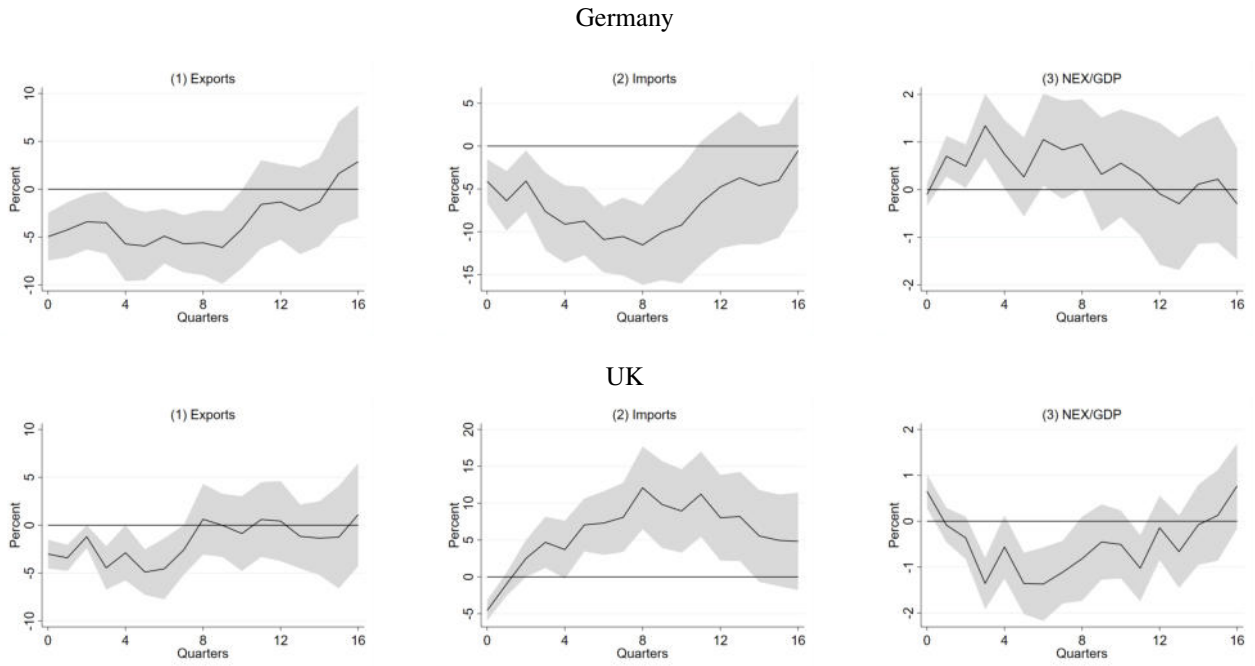 Germany
(1) Exports
Percent
10
5
0
-5
-10
0 4 8 12 16
Quarters
(2) Imports
Percent
5
0
-5
-10
-15
0 4 8 12 16
Quarters
(3) NEX/GDP
Percent
2
1
0
-1
-2
0 4 8 12 16
Quarters
UK
(1) Exports
Percent
10
5
0
-5
-10
0 4 8 12 16
Quarters
(2) Imports
Percent
20
15
10
5
0
-5
0 4 8 12 16
Quarters
(3) NEX/GDP
Percent
2
1
0
-1
-2
0 4 8 12 16
Quarters